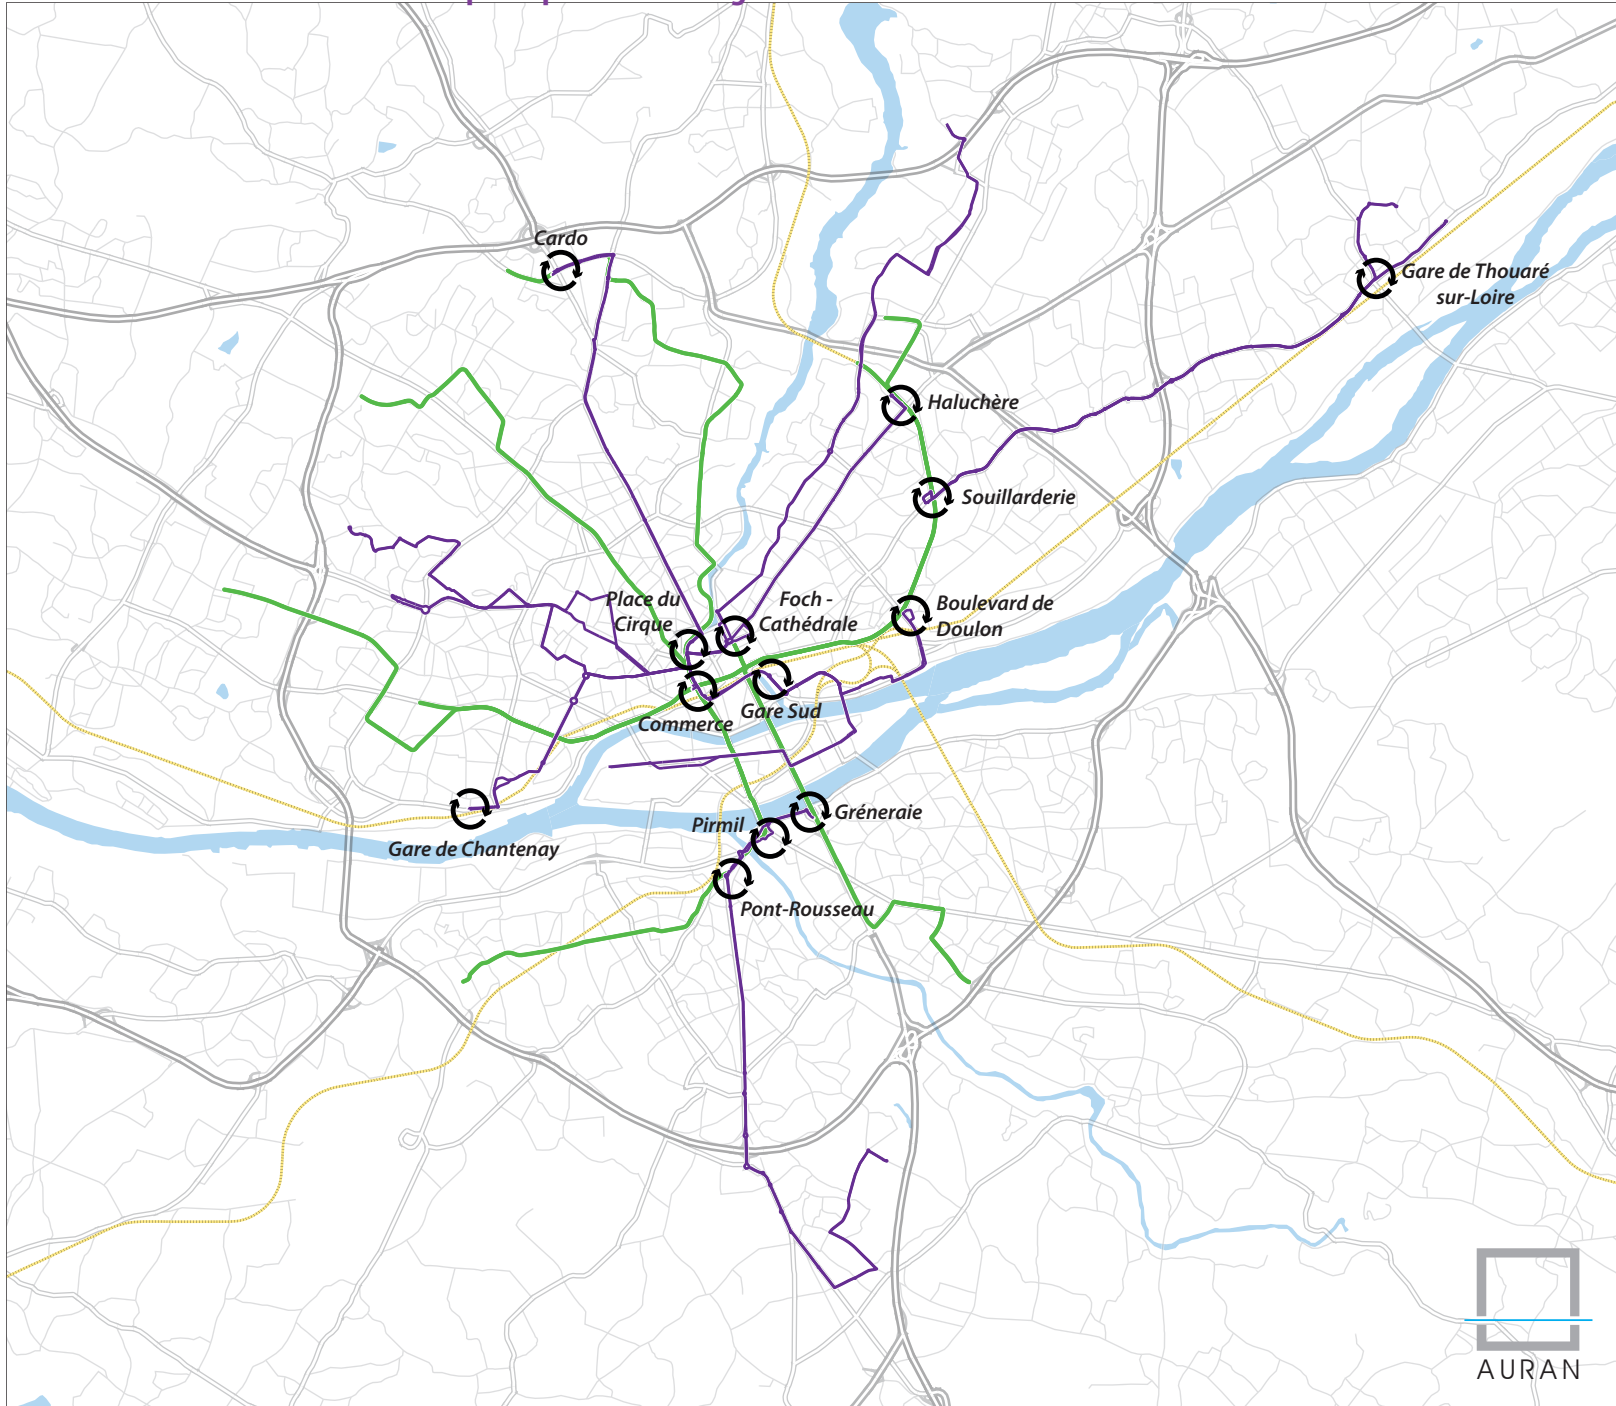 Cardo
Gare de Thouaré
sur-Loire
Haluchère
Souillarderie
Place du
Cirque
Foch -
Cathédrale
Boulevard de
Doulon
Commerce
Gare Sud
Pirmil
Gréneraie
Gare de Chantenay
Pont-Rousseau
AURAN